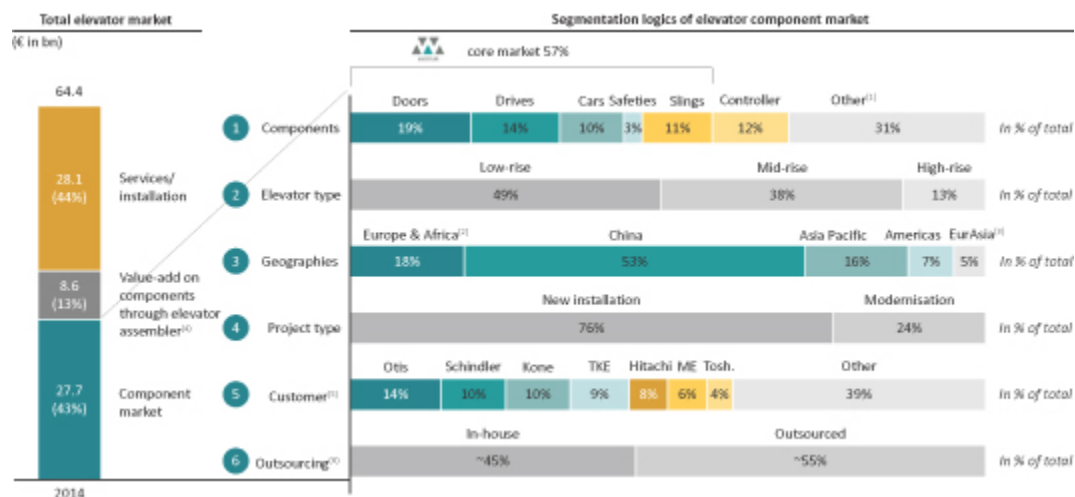 Total elevator market
Segmentation logics of elevator component market
(€ in bn)
core market 57%
64.4
28.1
(44%)
Services/
installation
8.6
(13%)
Value-add on
components
through elevator
assembler[4]
27.7
(43%)
Component
market
2014
Doors Drives Cars Safeties Slings Controller Other[1]
1 Components 19% 14% 10% 3% 11% 12% 31% In % of total
Low-rise Mid-rise High-rise
2 Elevator type 49% 38% 13% In % of total
Europe & Africa[2] China Asia Pacific Americas EurAsia[3]
3 Geographies 18% 53% 16% 7% 5% In % of total
New installation Modernisation
4 Project type 76% 24% In % of total
Otis Schindler Kone TKE Hitachi ME Tosh. Other
5 Customer 14% 10% 10% 9% 8% 6% 4% 39% In % of total
In-house Outsourced
6 Outsourcing ~45% ~55% In % of total